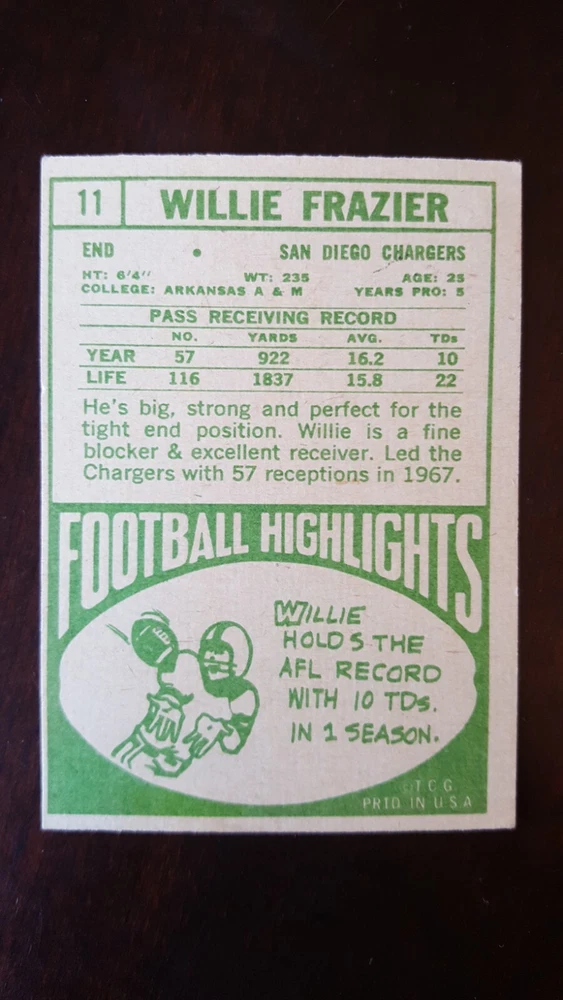 11 WILLIE FRAZIER
END • SAN DIEGO CHARGERS
HT: 6'4" WT: 235 AGE: 25
COLLEGE: ARKANSAS A & M YEARS PRO: 5
PASS RECEIVING RECORD
NO. YARDS AVG. TDs
YEAR 57 922 16.2 10
LIFE 116 1837 15.8 22
He's big, strong and perfect for the
tight end position. Willie is a fine
blocker & excellent receiver. Led the
Chargers with 57 receptions in 1967.
FOOTBALL HIGHLIGHTS
WILLIE
HOLDS THE
AFL RECORD
WITH 10 TDs.
IN 1 SEASON.
©T.C.G.
PRTD. IN U.S.A.